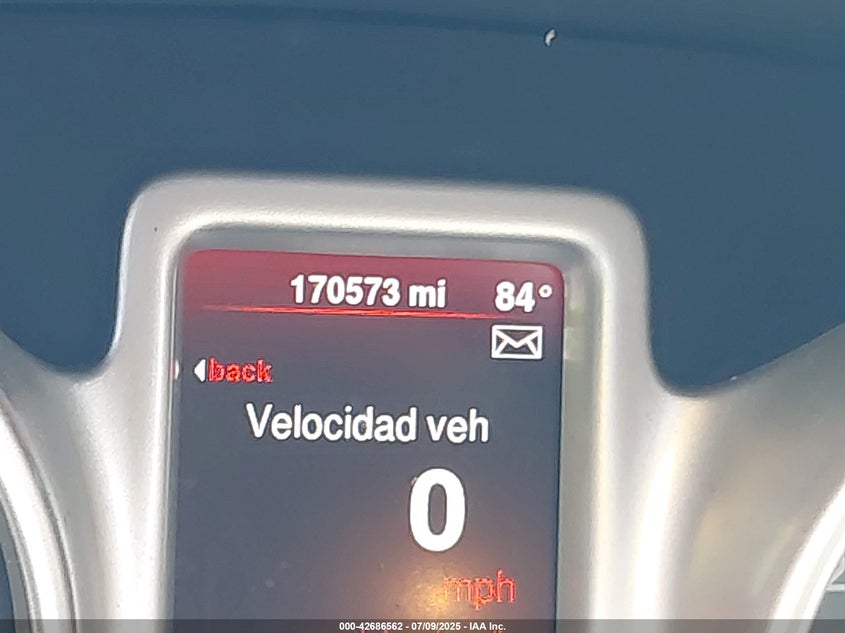 170573 mi 84°
back
Velocidad veh
0
mph
000-42686562 - 07/09/2025 - IAA Inc.